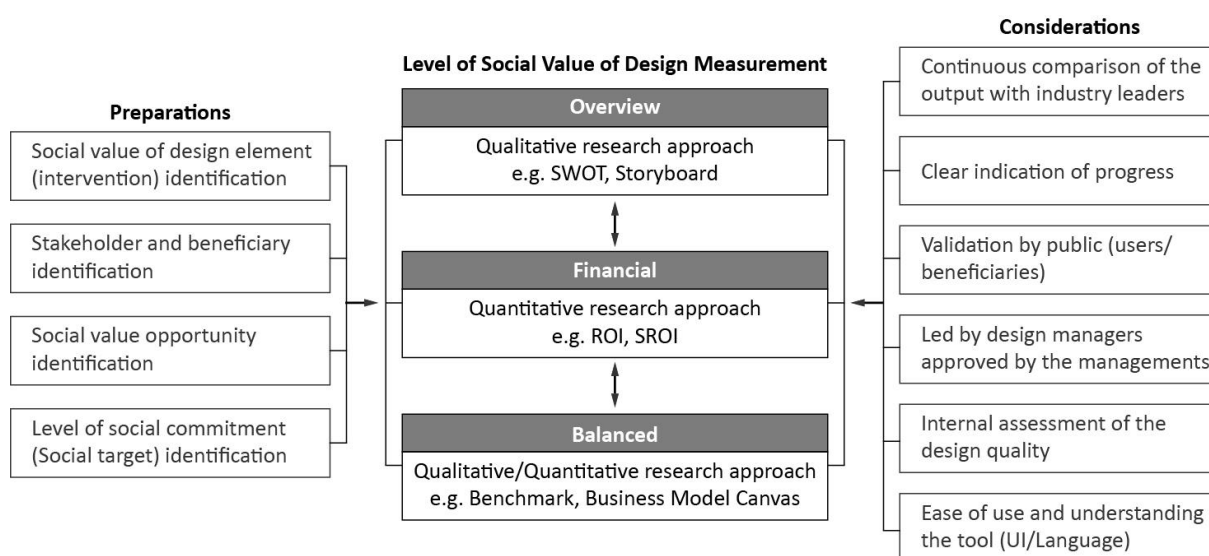 Preparations
Social value of design element
(intervention) identification
Stakeholder and beneficiary
identification
Social value opportunity
identification
Level of social commitment
(Social target) identification
Level of Social Value of Design Measurement
Overview
Qualitative research approach
e.g. SWOT, Storyboard
Financial
Quantitative research approach
e.g. ROI, SROI
Balanced
Qualitative/Quantitative research approach
e.g. Benchmark, Business Model Canvas
Considerations
Continuous comparison of the
output with industry leaders
Clear indication of progress
Validation by public (users/
beneficiaries)
Led by design managers
approved by the managements
Internal assessment of the
design quality
Ease of use and understanding
the tool (UI/Language)